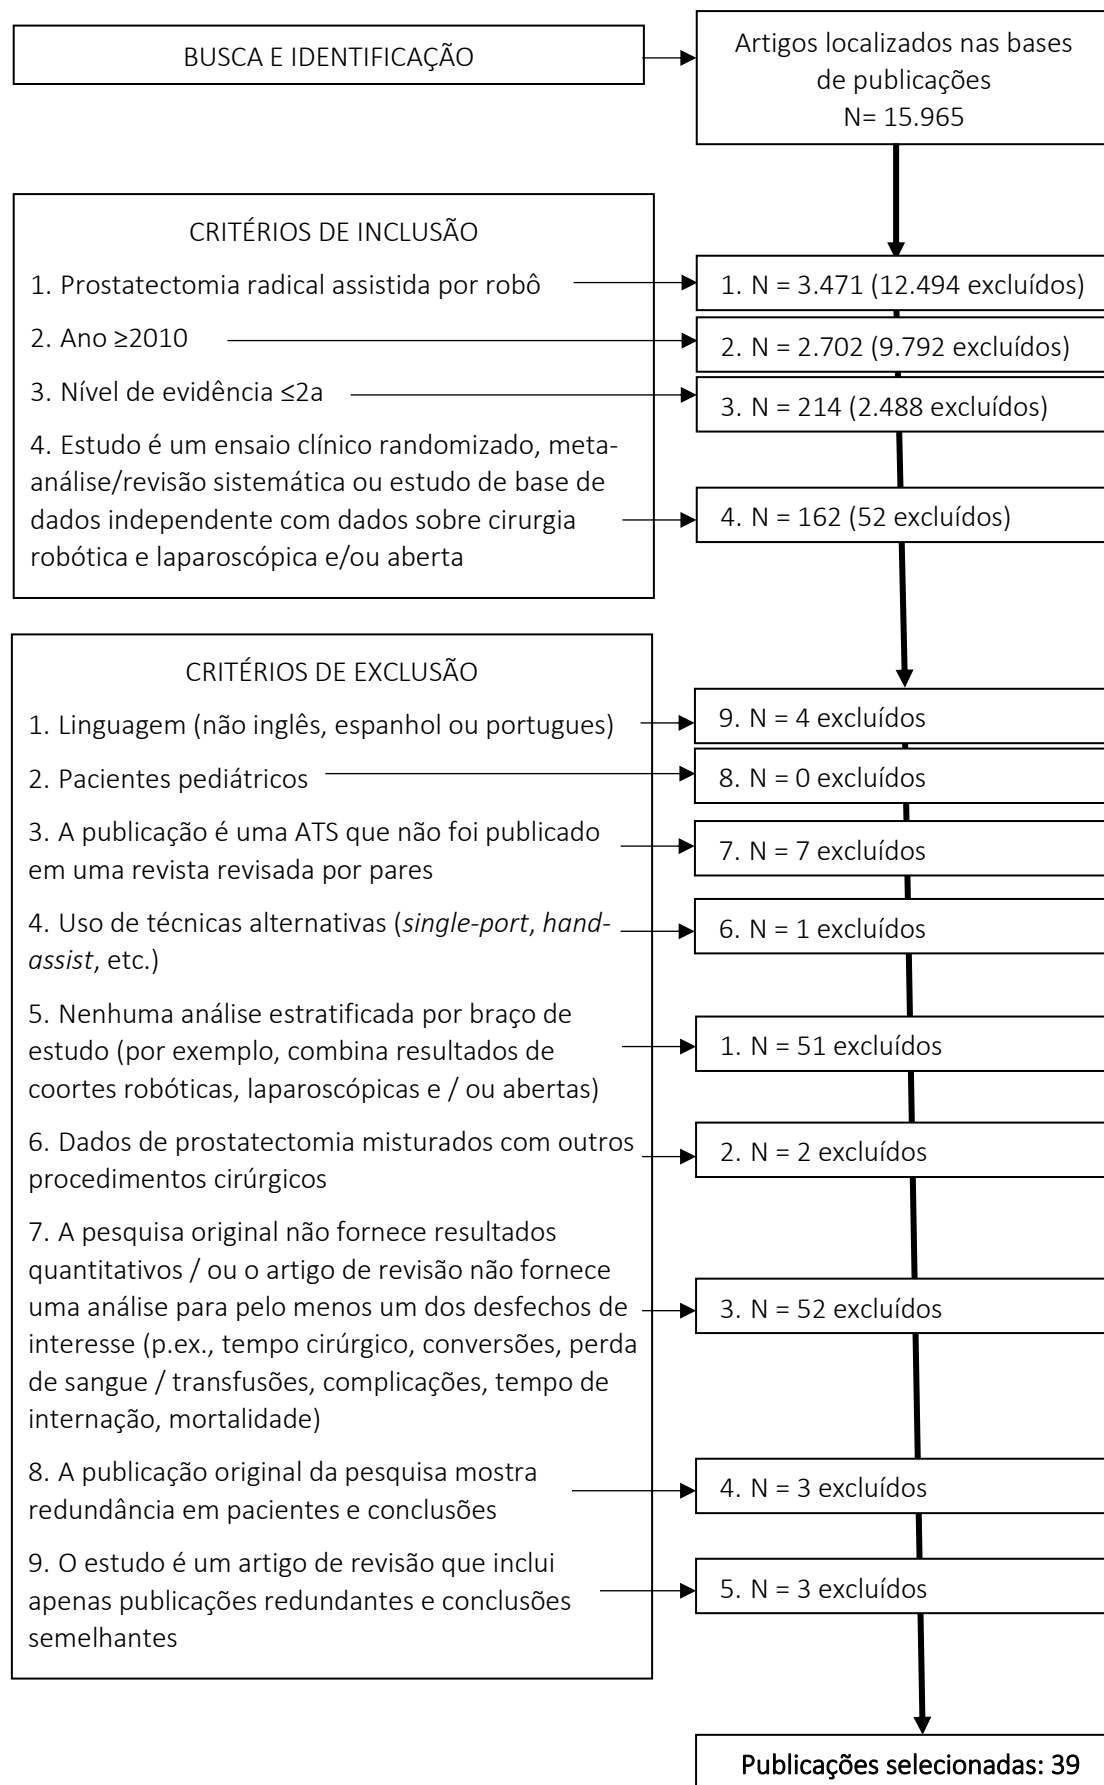 BUSCA E IDENTIFICAÇÃO
Artigos localizados nas bases
de publicações
N= 15.965
CRITÉRIOS DE INCLUSÃO
1. Prostatectomia radical assistida por robô
1. N = 3.471 (12.494 excluídos)
2. Ano ≥2010
2. N = 2.702 (9.792 excluídos)
3. Nível de evidência ≤2a
3. N = 214 (2.488 excluídos)
4. Estudo é um ensaio clínico randomizado, meta-
análise/revisão sistemática ou estudo de base de
dados independente com dados sobre cirurgia
robótica e laparoscópica e/ou aberta
4. N = 162 (52 excluídos)
CRITÉRIOS DE EXCLUSÃO
1. Linguagem (não inglês, espanhol ou portugues)
9. N = 4 excluídos
2. Pacientes pediátricos
8. N = 0 excluídos
3. A publicação é uma ATS que não foi publicado
em uma revista revisada por pares
7. N = 7 excluídos
4. Uso de técnicas alternativas (single-port, hand-
assist, etc.)
6. N = 1 excluídos
5. Nenhuma análise estratificada por braço de
estudo (por exemplo, combina resultados de
coortes robóticas, laparoscópicas e / ou abertas)
1. N = 51 excluídos
6. Dados de prostatectomia misturados com outros
procedimentos cirúrgicos
2. N = 2 excluídos
7. A pesquisa original não fornece resultados
quantitativos / ou o artigo de revisão não fornece
uma análise para pelo menos um dos desfechos de
interesse (p.ex., tempo cirúrgico, conversões, perda
de sangue / transfusões, complicações, tempo de
internação, mortalidade)
3. N = 52 excluídos
8. A publicação original da pesquisa mostra
redundância em pacientes e conclusões
4. N = 3 excluídos
9. O estudo é um artigo de revisão que inclui
apenas publicações redundantes e conclusões
semelhantes
5. N = 3 excluídos
Publicações selecionadas: 39